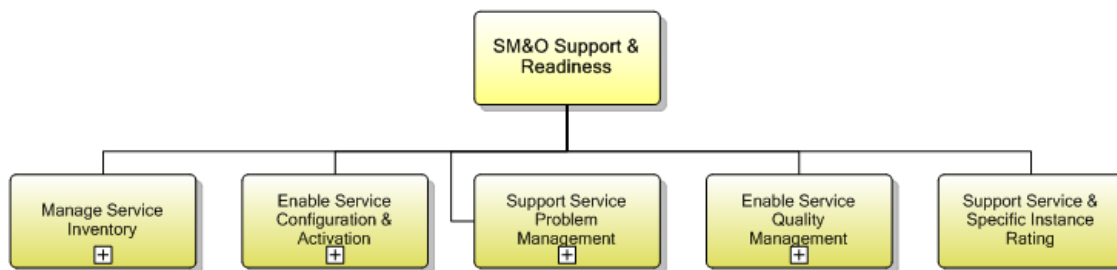 SM&O Support &
Readiness
Manage Service
Inventory
Enable Service
Configuration &
Activation
Support Service
Problem
Management
Enable Service
Quality
Management
Support Service &
Specific Instance
Rating